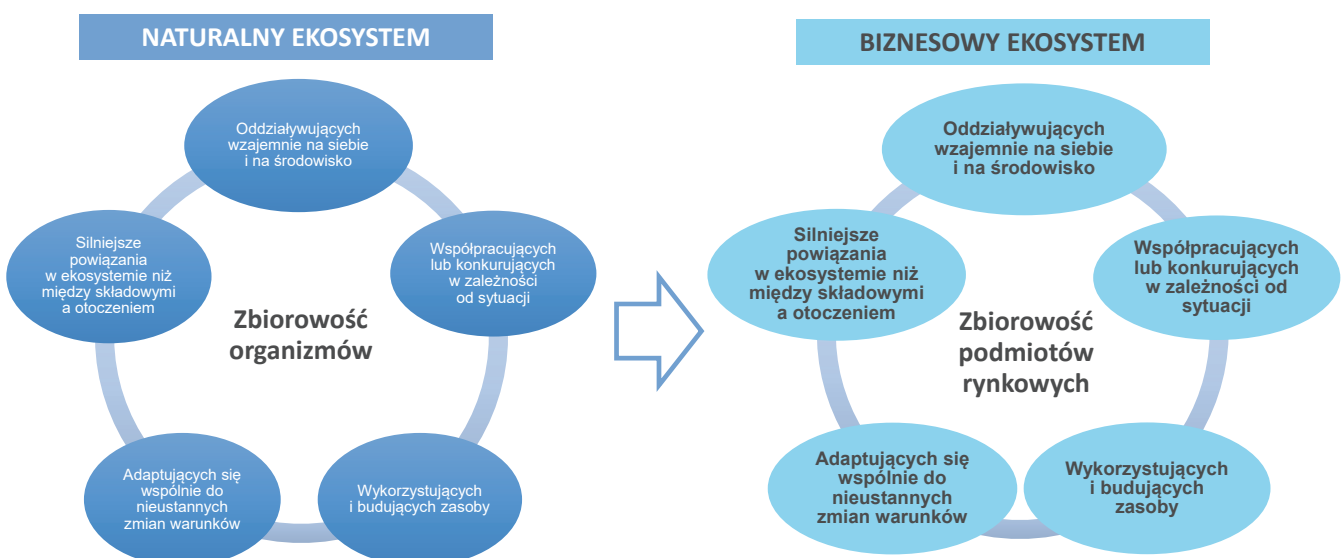 NATURALNY EKOSYSTEM
Oddziaływujących
wzajemnie na siebie
i na środowisko
Silniejsze
powiązania
w ekosystemie niż
między składowymi
a otoczeniem
Współpracujących
lub konkurujących
w zależności
od sytuacji
Zbiorowość
organizmów
Adaptujących się
wspólnie do
nieustannych
zmian warunków
Wykorzystujących
i budujących zasoby
BIZNESOWY EKOSYSTEM
Oddziaływujących
wzajemnie na siebie
i na środowisko
Silniejsze
powiązania
w ekosystemie niż
między składowymi
a otoczeniem
Współpracujących
lub konkurujących
w zależności od
sytuacji
Zbiorowość
podmiotów
rynkowych
Adaptujących się
wspólnie do
nieustannych
zmian warunków
Wykorzystujących
i budujących
zasoby